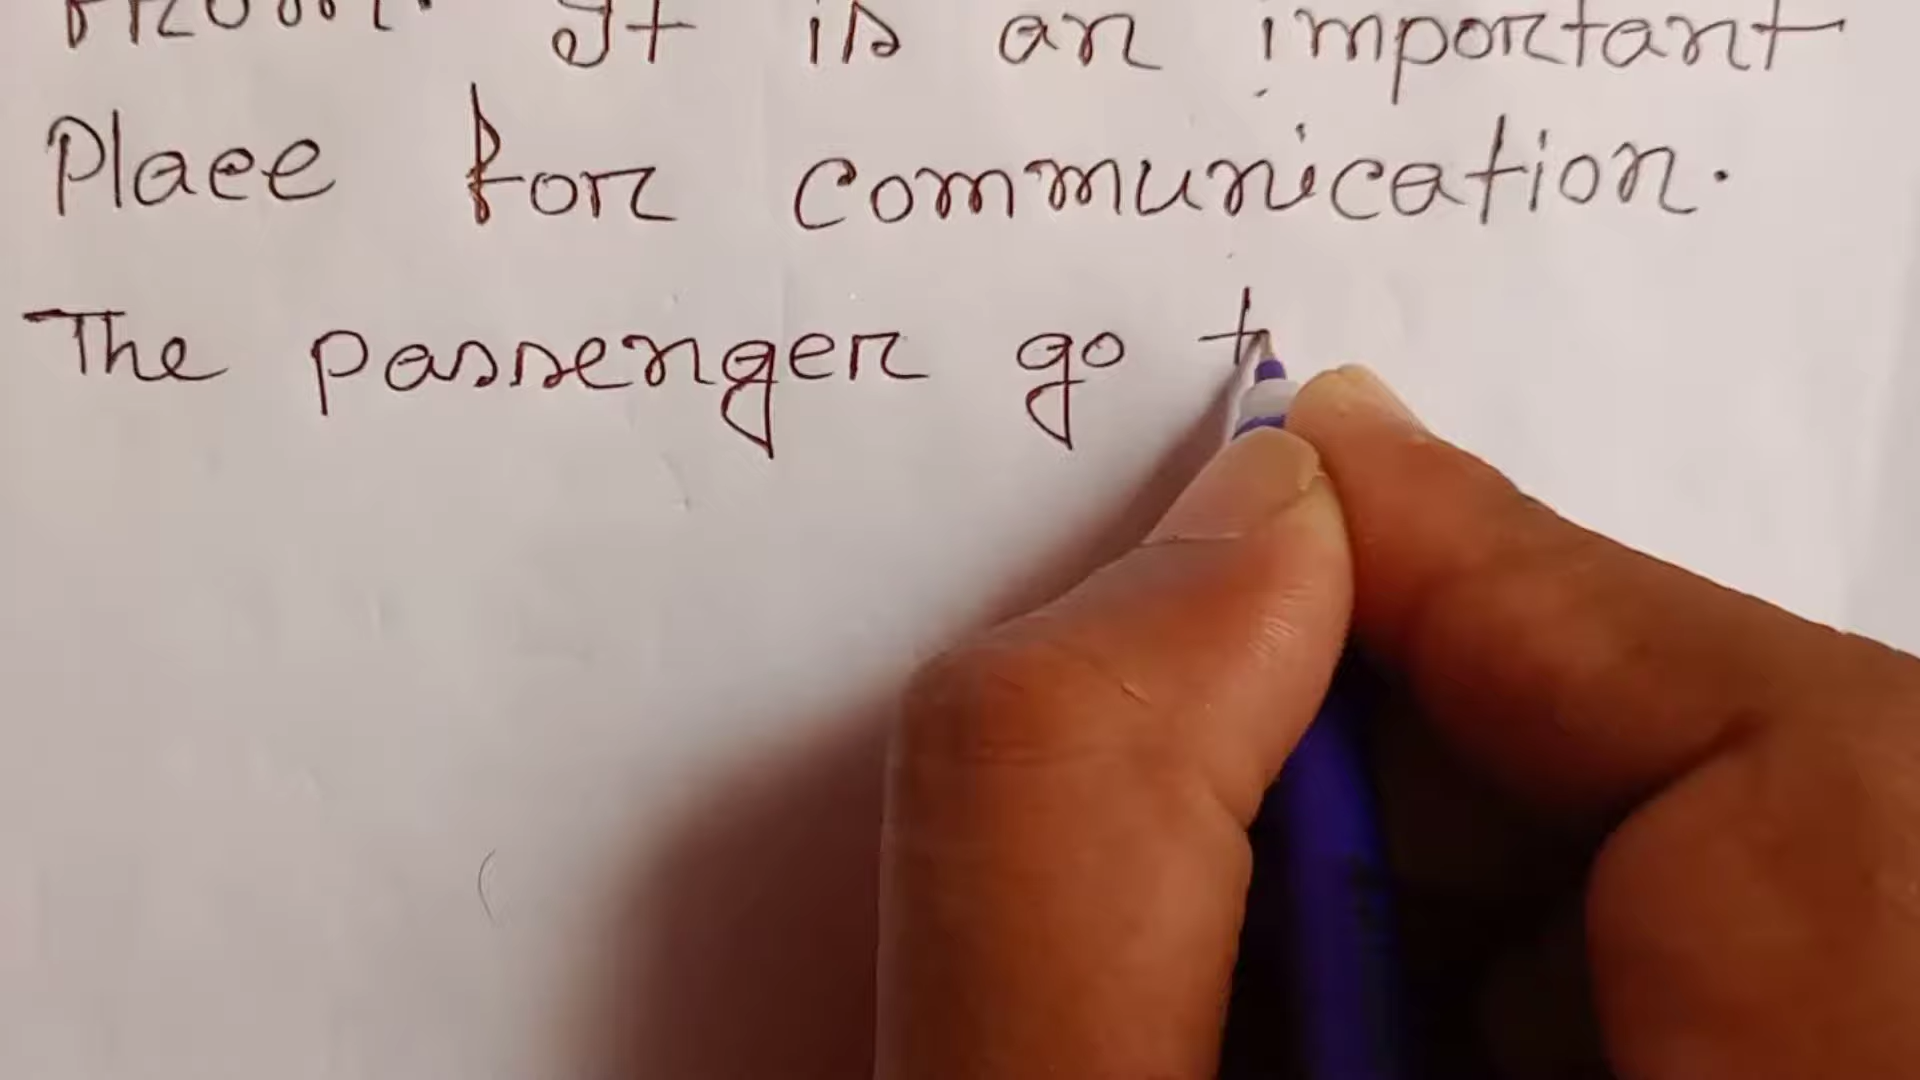 It is an important
Place for communication.
The passenger go t